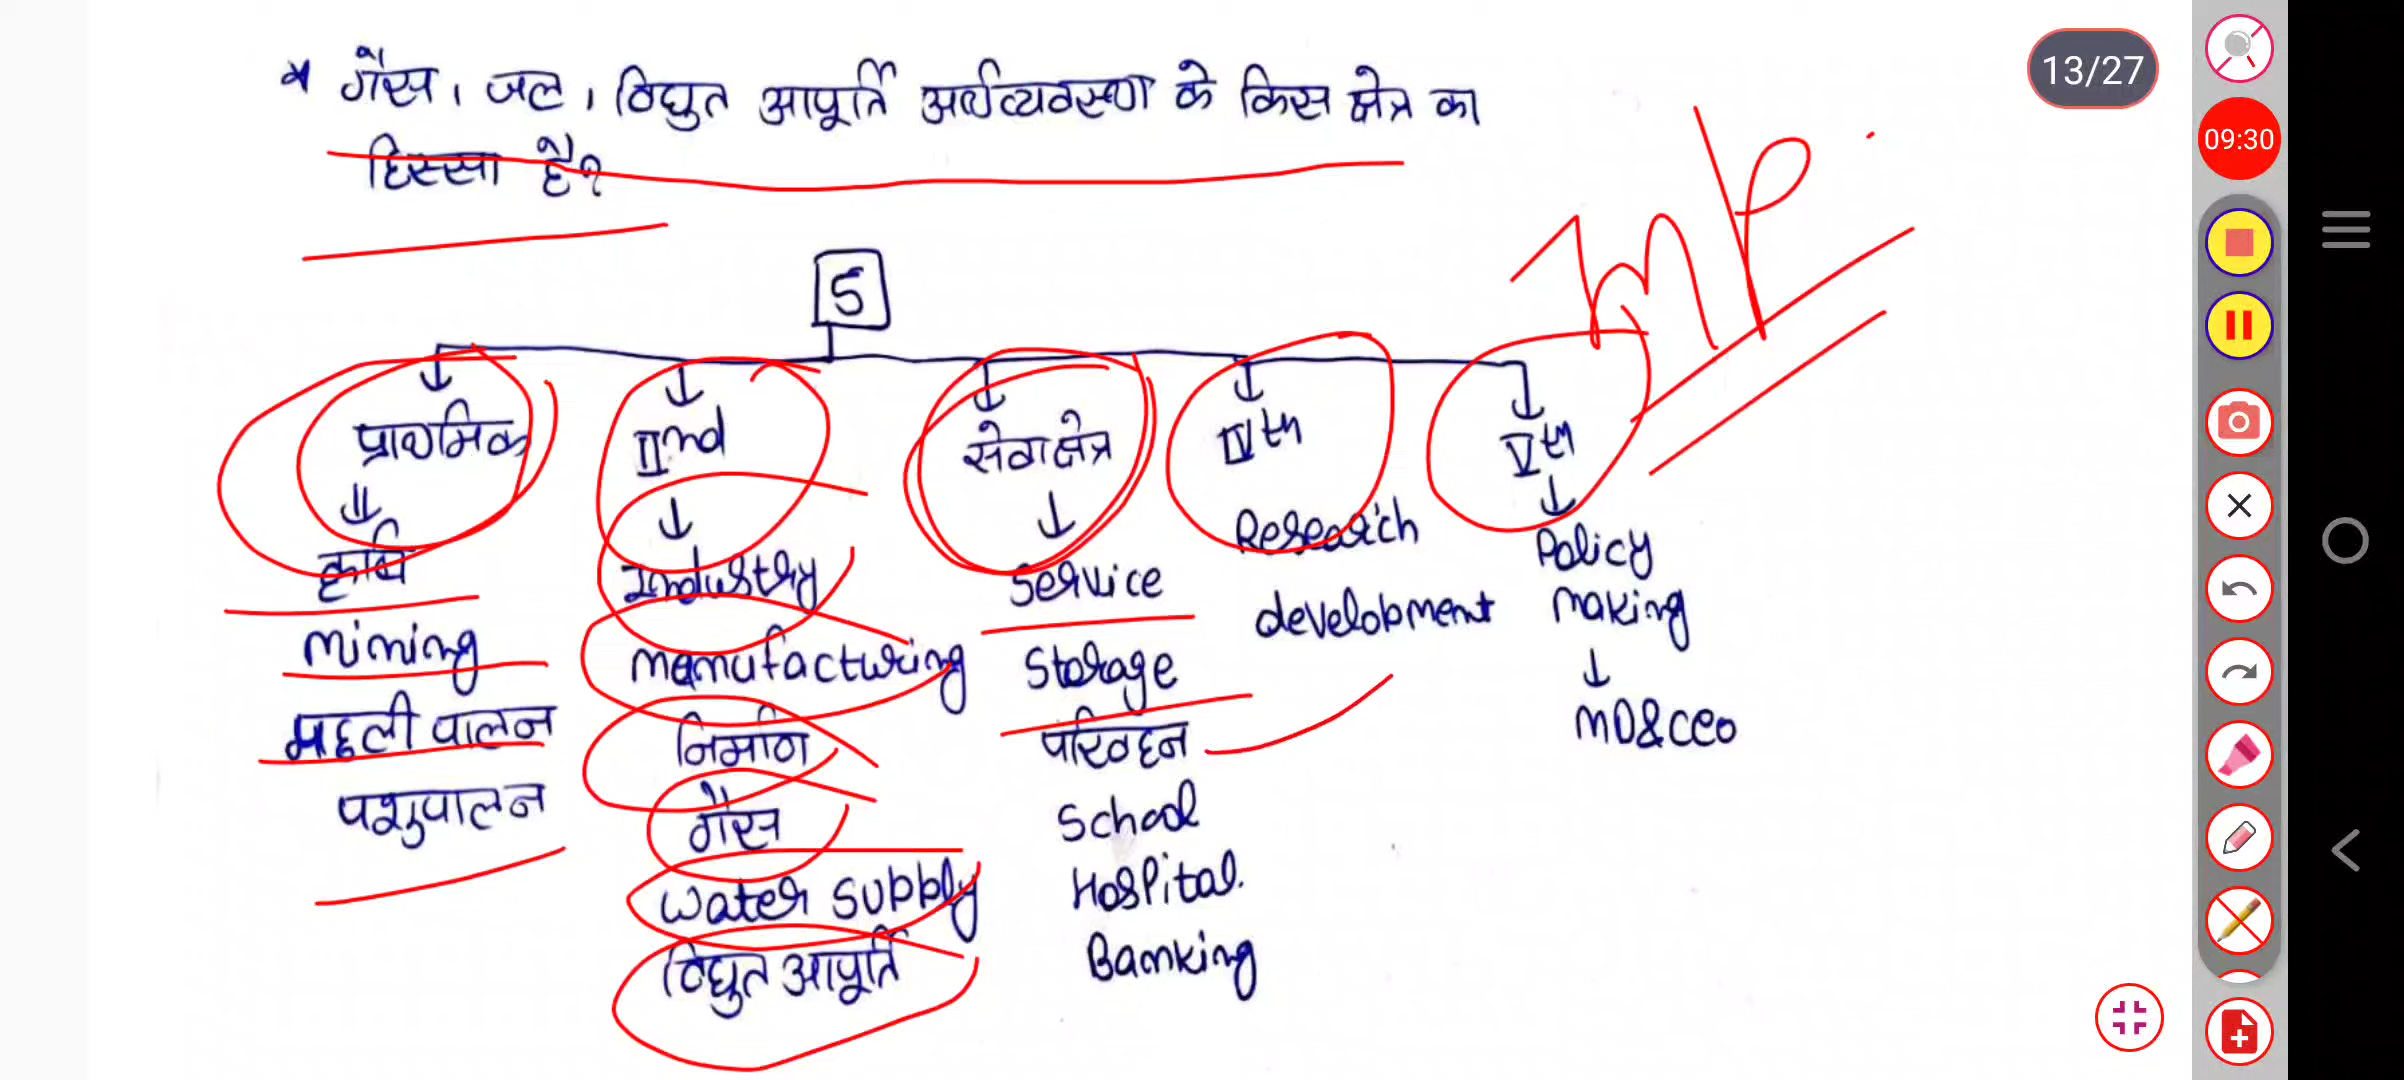 * गैस, जल, विद्युत आपूर्ति अर्थव्यवस्था के किस क्षेत्र का
हिस्सा है?
13/27
09:30
Imp.
5
प्राथमिक
IInd
सेवाक्षेत्र
IVth
Vth
कृषि
Industry
Service
Research
Policy
mining
manufacturing
Storage
development
making
मछली पालन
निर्माण
परिवहन
MD&CEO
पशुपालन
गैस
School
water supply
Hospital.
विद्युत आपूर्ति
Banking